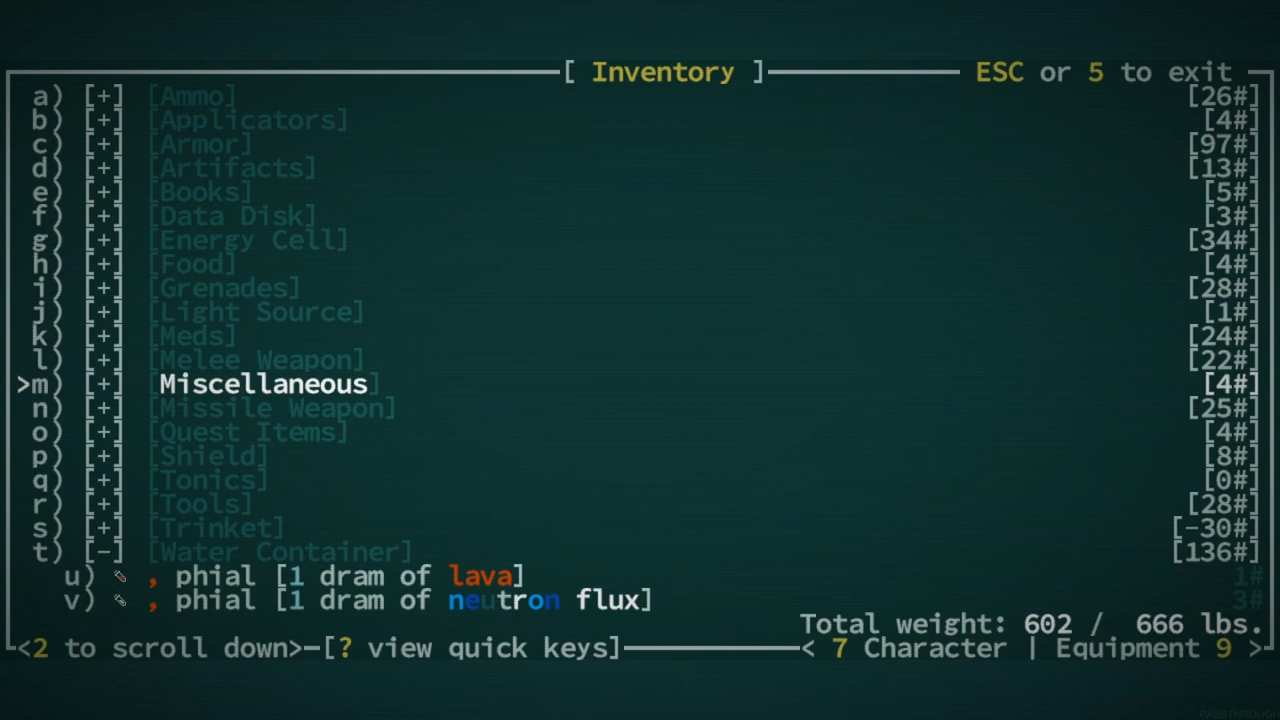 [ Inventory ] ESC or 5 to exit
a) [+] [Ammo] [26#]
b) [+] [Applicators] [4#]
c) [+] [Armor] [97#]
d) [+] [Artifacts] [13#]
e) [+] [Books] [5#]
f) [+] [Data Disk] [3#]
g) [+] [Energy Cell] [34#]
h) [+] [Food] [4#]
i) [+] [Grenades] [28#]
j) [+] [Light Source] [1#]
k) [+] [Meds] [24#]
l) [+] [Melee Weapon] [22#]
>m) [+] [Miscellaneous] [4#]
n) [+] [Missile Weapon] [25#]
o) [+] [Quest Items] [4#]
p) [+] [Shield] [8#]
q) [+] [Tonics] [0#]
r) [+] [Tools] [28#]
s) [+] [Trinket] [-30#]
t) [-] [Water Container] [136#]
u) , phial [1 dram of lava] 1#
v) , phial [1 dram of neutron flux] 3#
Total weight: 602 / 666 lbs.
<2 to scroll down> [? view quick keys] < 7 Character | Equipment 9 >